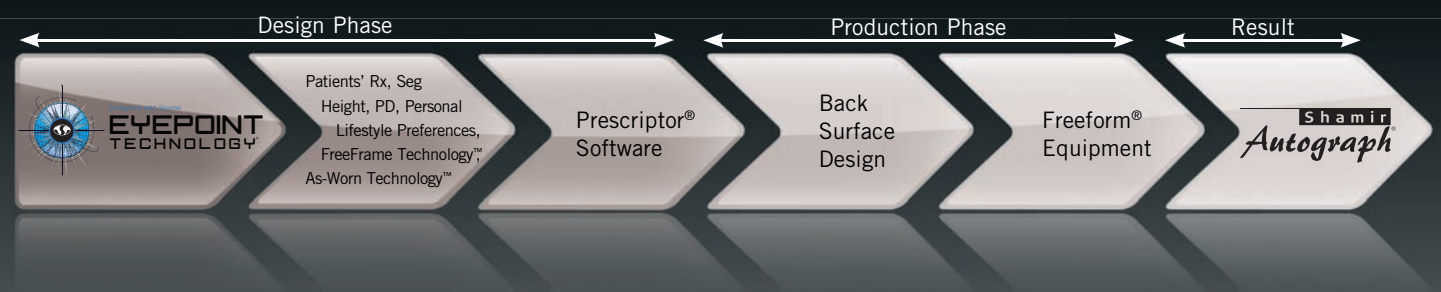 Design Phase
Production Phase
Result
EYEPOINT
TECHNOLOGY
Patients' Rx, Seg
Height, PD, Personal
Lifestyle Preferences,
FreeFrame Technology™,
As-Worn Technology™
Prescriptor®
Software
Back
Surface
Design
Freeform®
Equipment
Shamir
Autograph®